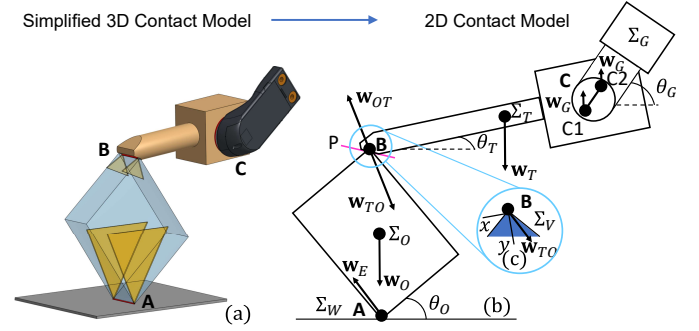 Simplified 3D Contact Model
2D Contact Model
B
C
A
(a)
Σ_G
w_G
C
C2
w_G
C1
θ_G
w_OT
Σ_T
P
B
θ_T
w_T
w_TO
B
Σ_V
x
y
w_TO
(c)
Σ_O
w_E
w_O
Σ_W
A
θ_O
(b)